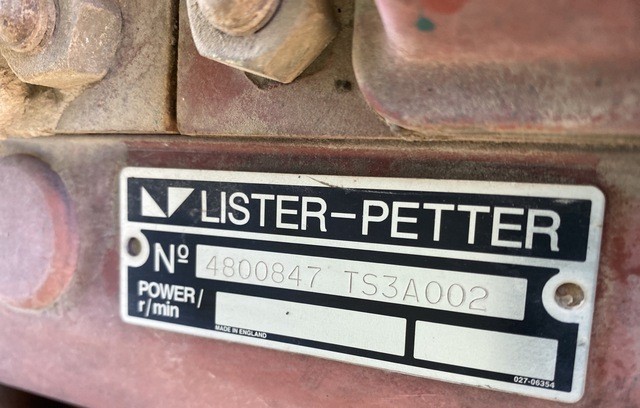 LISTER-PETTER
Nº 4800847 TS3A002
POWER/
r/min
MADE IN ENGLAND
027-06354